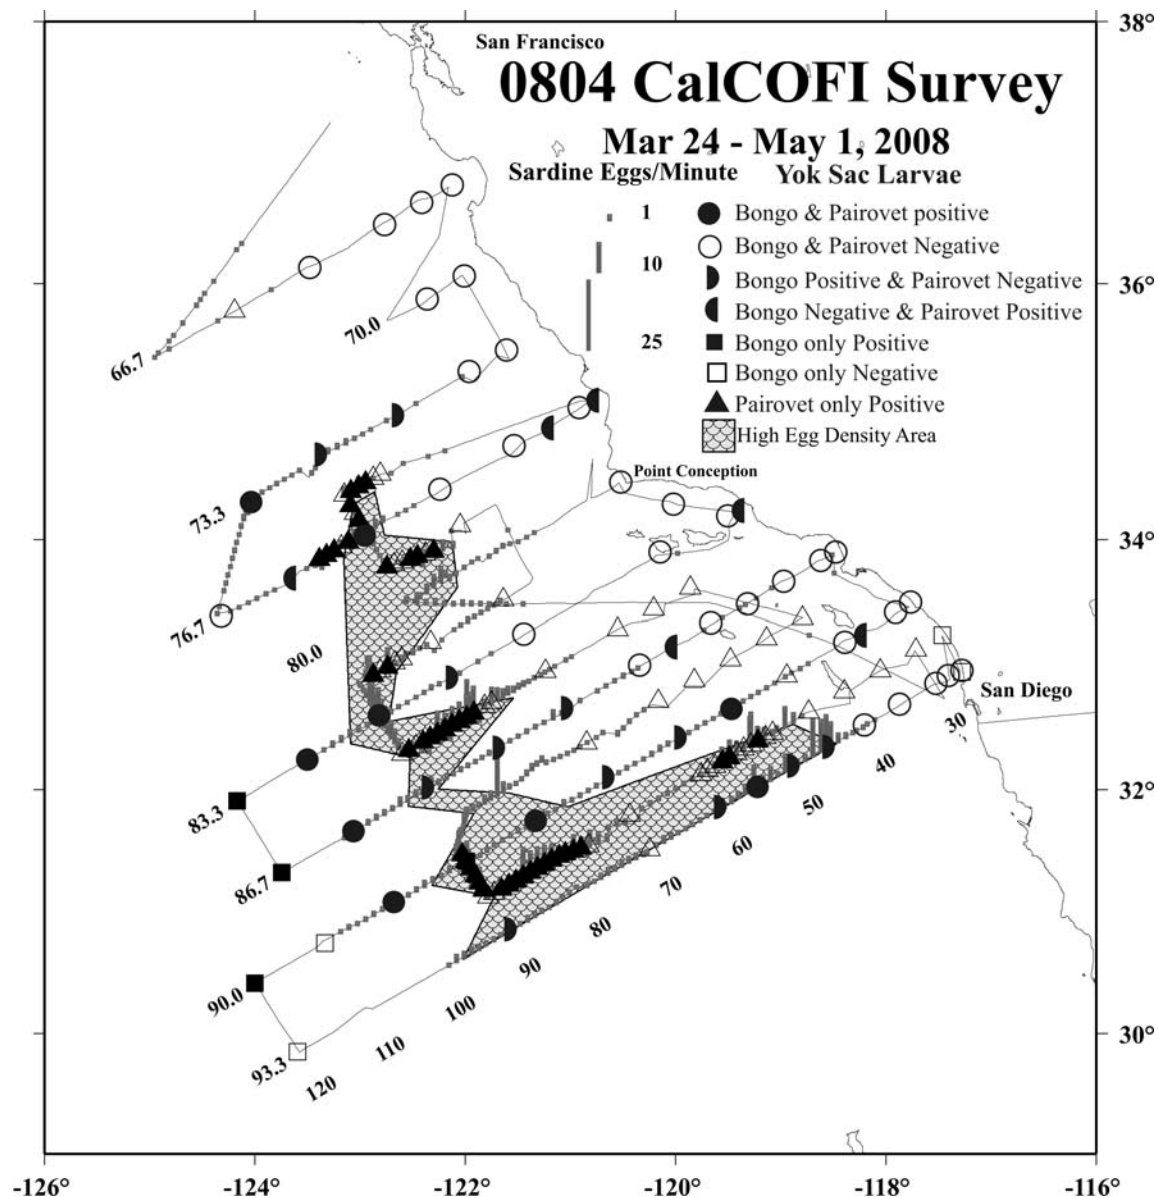 San Francisco
0804 CalCOFI Survey
Mar 24 - May 1, 2008
Sardine Eggs/Minute
Yok Sac Larvae
1
Bongo & Pairovet positive
Bongo & Pairovet Negative
10
Bongo Positive & Pairovet Negative
Bongo Negative & Pairovet Positive
25
Bongo only Positive
Bongo only Negative
Pairovet only Positive
High Egg Density Area
Point Conception
San Diego
66.7
70.0
73.3
76.7
80.0
83.3
86.7
90.0
93.3
30
40
50
60
70
80
90
100
110
120
38°
36°
34°
32°
30°
-126°
-124°
-122°
-120°
-118°
-116°